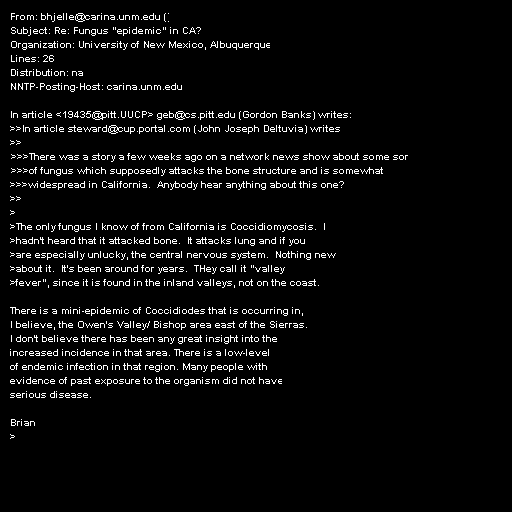 From: bhjelle@carina.unm.edu (
Subject: Re: Fungus "epidemic" in CA?
Organization: University of New Mexico, Albuquerque
Lines: 26
Distribution: na
NNTP-Posting-Host: carina.unm.edu
In article <19435@pitt.UUCP> geb@cs.pitt.edu (Gordon Banks) writes:
>>In article steward@cup.portal.com (John Joseph Deltuvia) writes
>>
>>>There was a story a few weeks ago on a network news show about some sor
>>>of fungus which supposedly attacks the bone structure and is somewhat
>>>widespread in California.  Anybody hear anything about this one?
>>
>
>The only fungus I know of from California is Coccidiomycosis.  I
>hadn't heard that it attacked bone.  It attacks lung and if you
>are especially unlucky, the central nervous system.  Nothing new
>about it.  It's been around for years.  THey call it "valley
>fever", since it is found in the inland valleys, not on the coast.
There is a mini-epidemic of Coccidiodes that is occurring in,
I believe, the Owen's Valley/ Bishop area east of the Sierras.
I don't believe there has been any great insight into the
increased incidence in that area. There is a low-level
of endemic infection in that region. Many people with
evidence of past exposure to the organism did not have
serious disease.
Brian
>